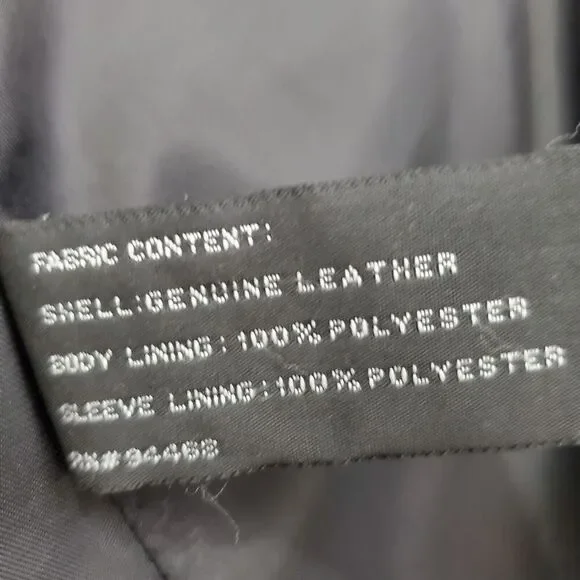 FABRIC CONTENT:
SHELL:GENUINE LEATHER
BODY LINING:100% POLYESTER
SLEEVE LINING:100% POLYESTER
RN#94468